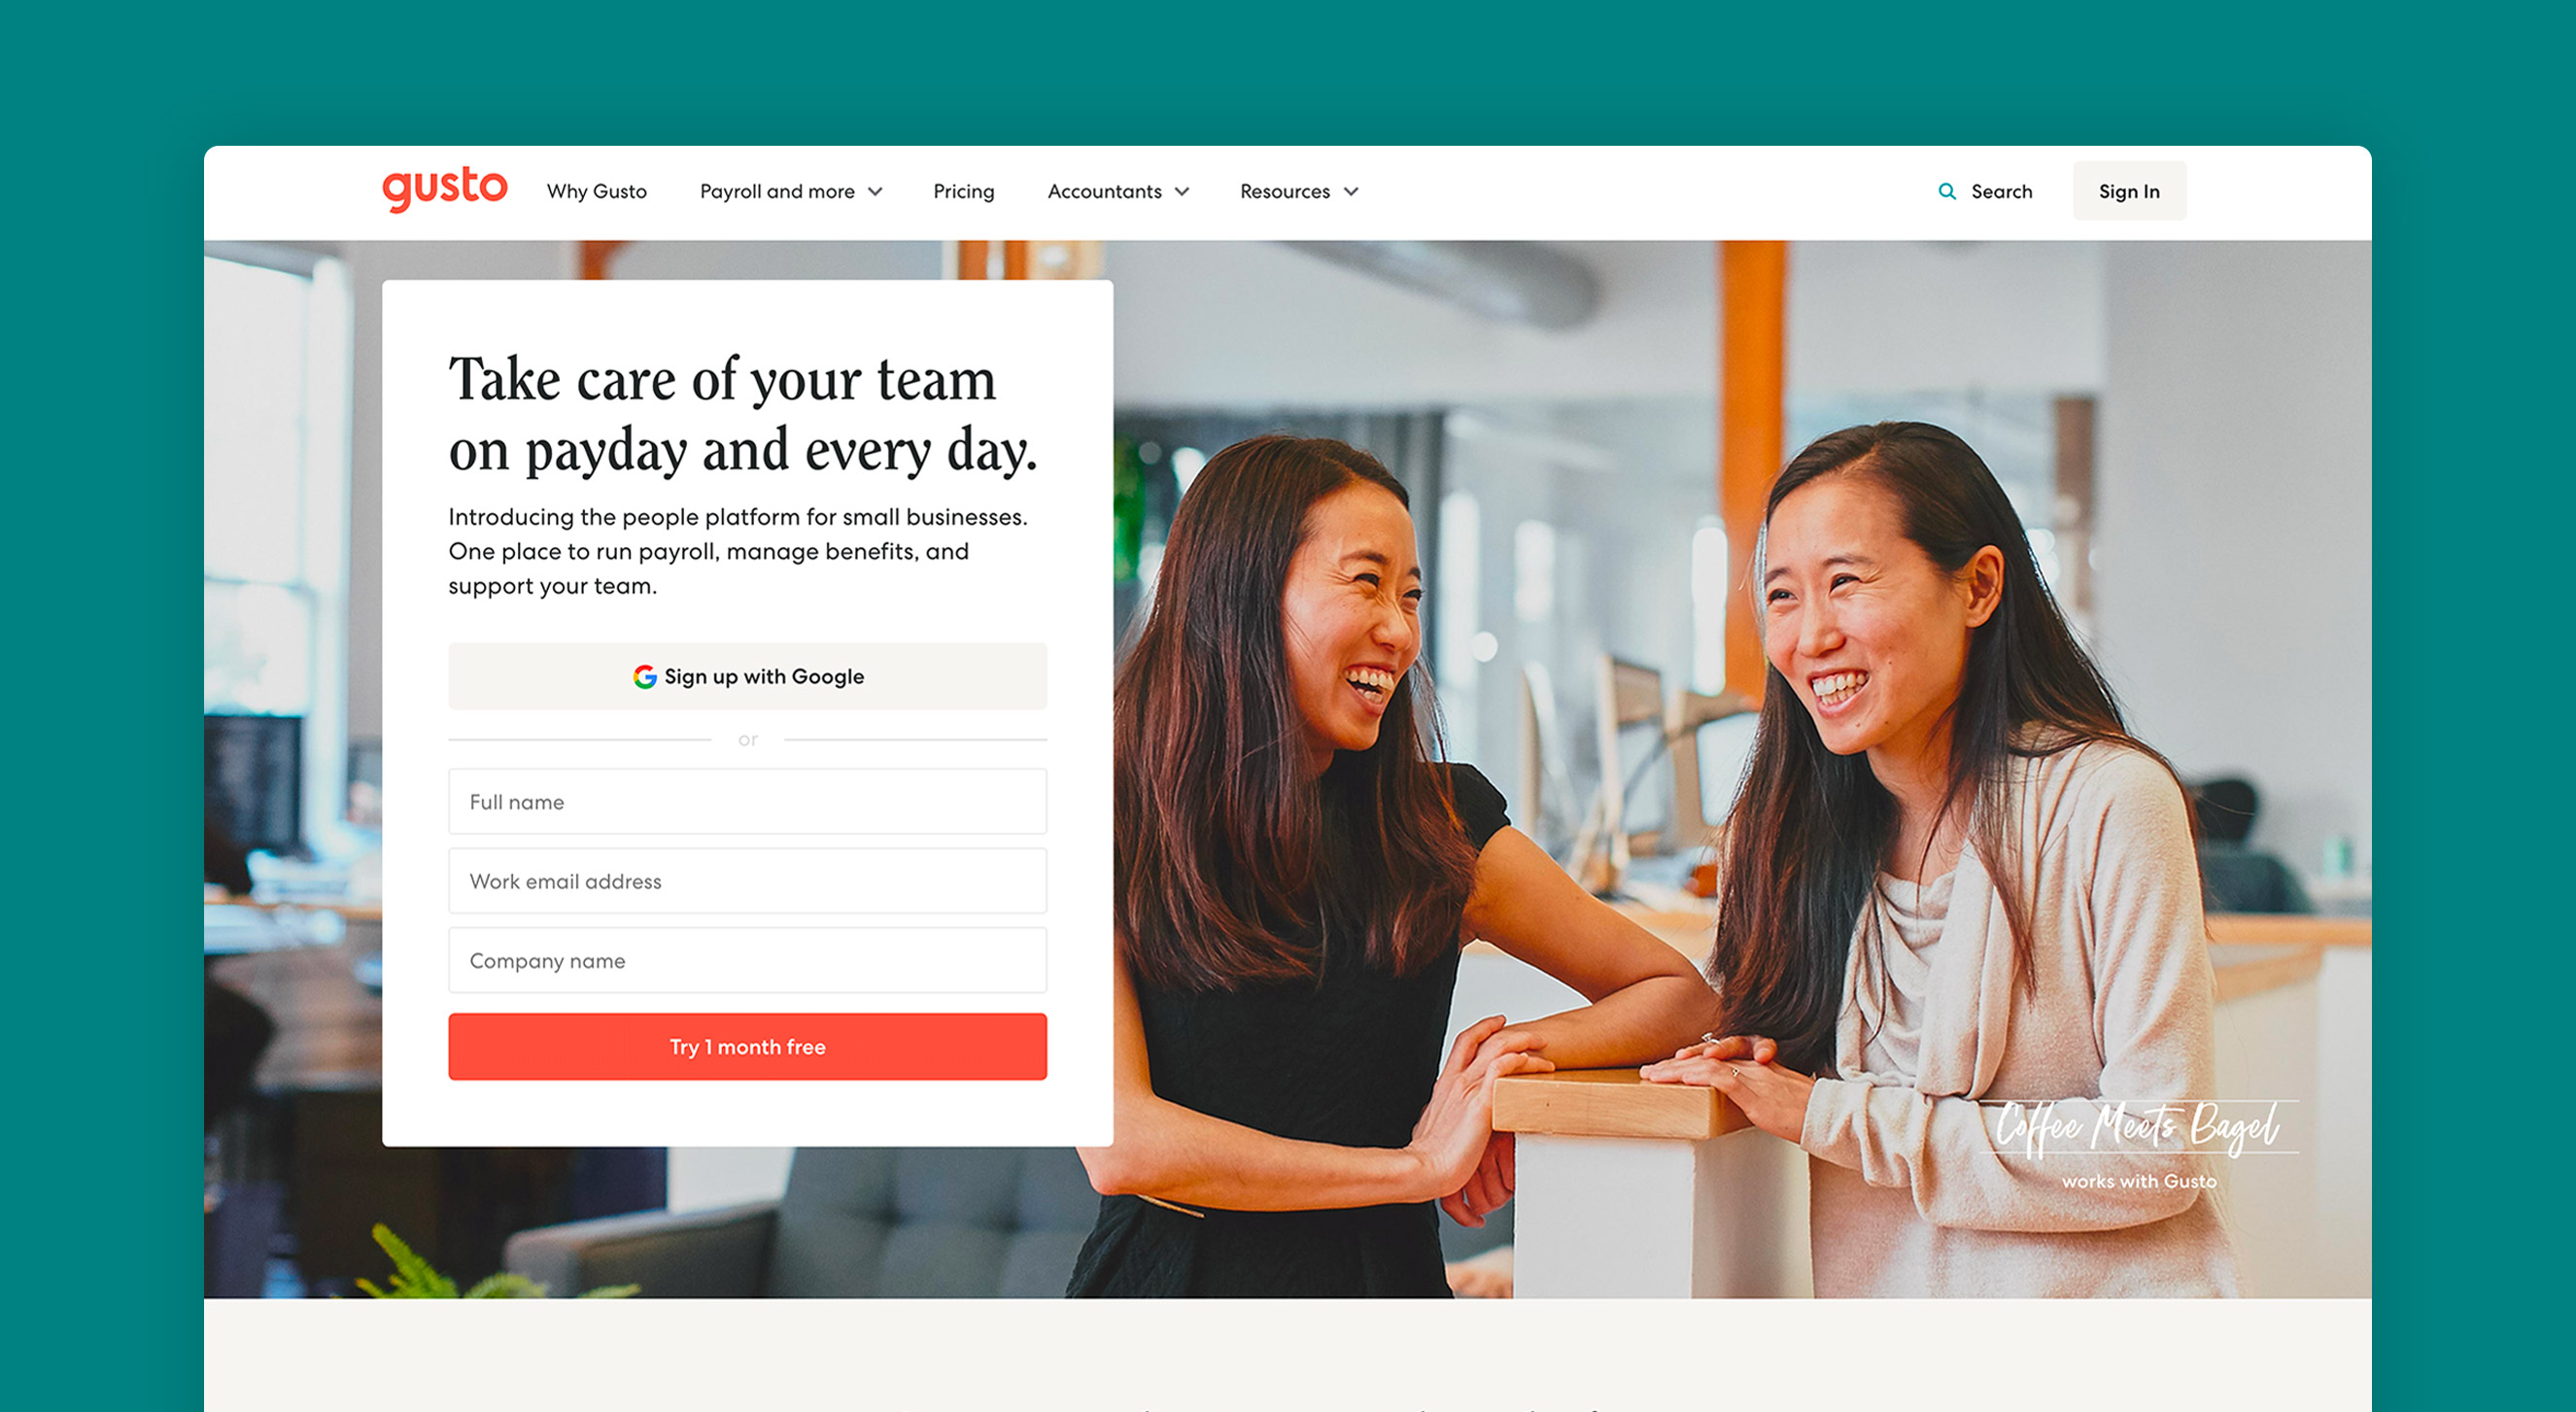 gusto
Why Gusto
Payroll and more
Pricing
Accountants
Resources
Search
Sign In
Take care of your team
on payday and every day.
Introducing the people platform for small businesses.
One place to run payroll, manage benefits, and
support your team.
Sign up with Google
or
Full name
Work email address
Company name
Try 1 month free
Coffee Meets Bagel
works with Gusto